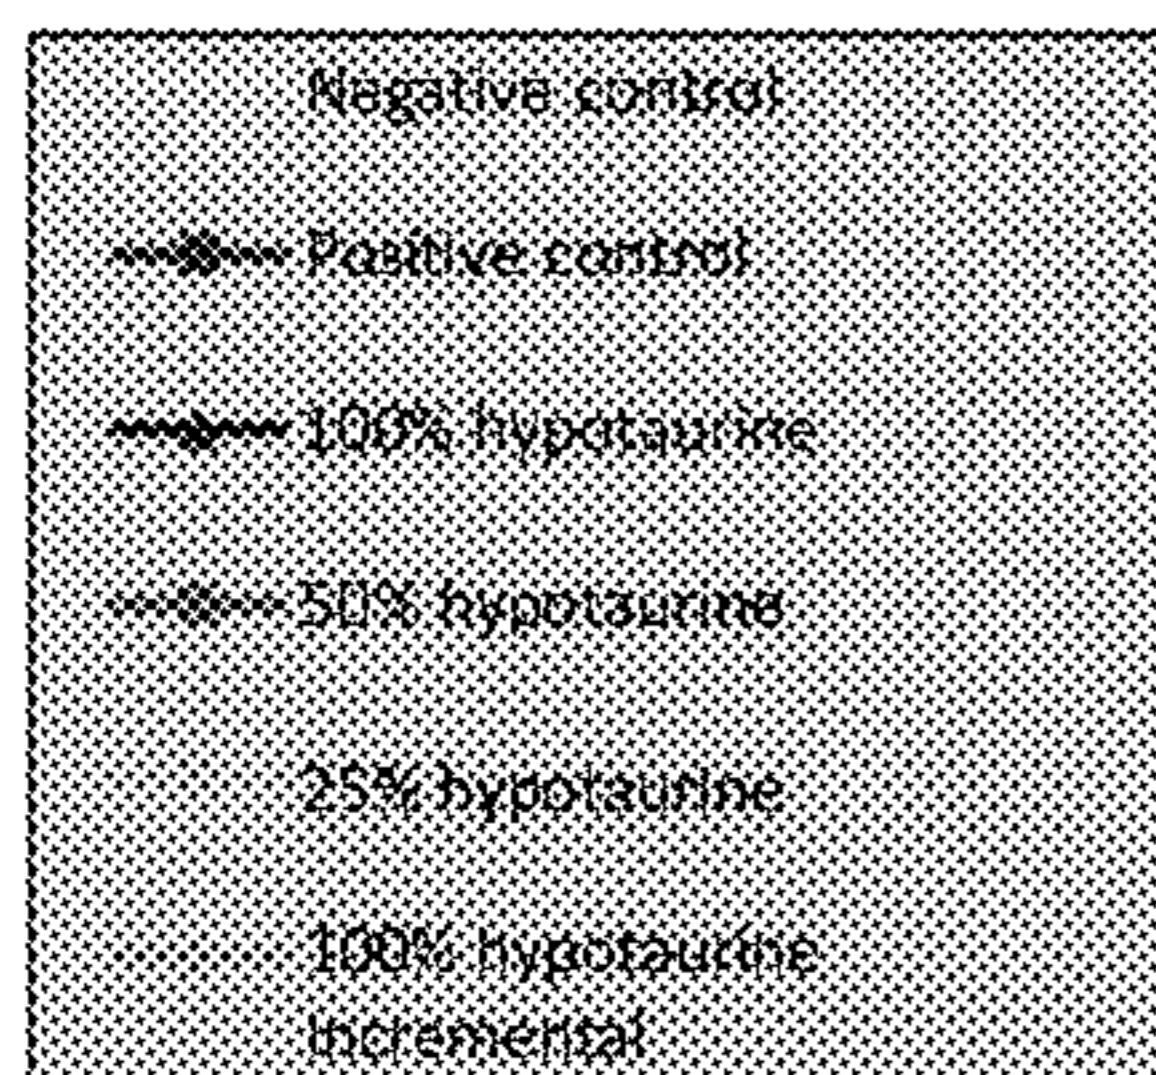 Negative control
Positive control
100% hypotaurine
50% hypotaurine
25% hypotaurine
100% hypotaurine
Incremental